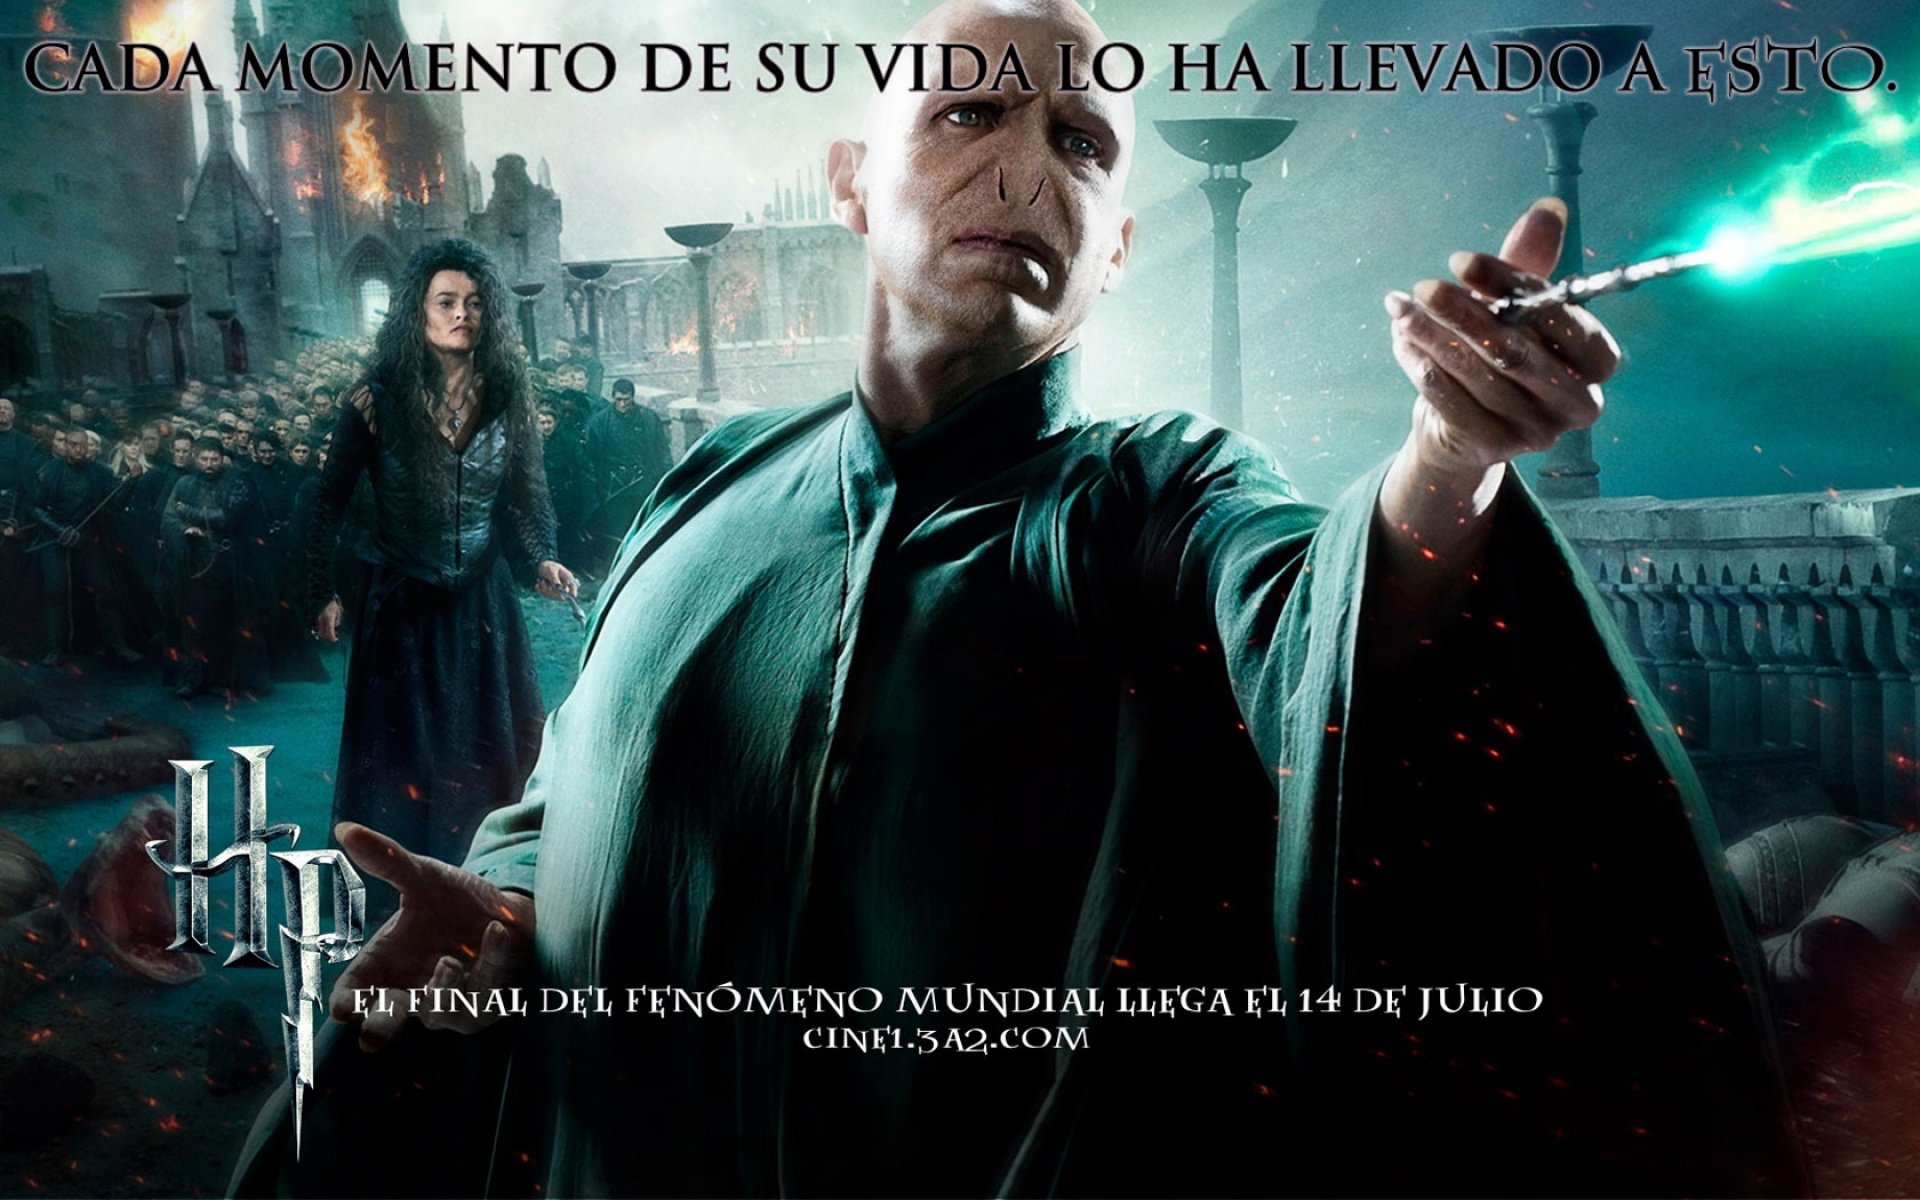 CADA MOMENTO DE SU VIDA LO HA LLEVADO A ESTO.
HP
EL FINAL DEL FENÓMENO MUNDIAL LLEGA EL 14 DE JULIO
CINE1.3A2.COM